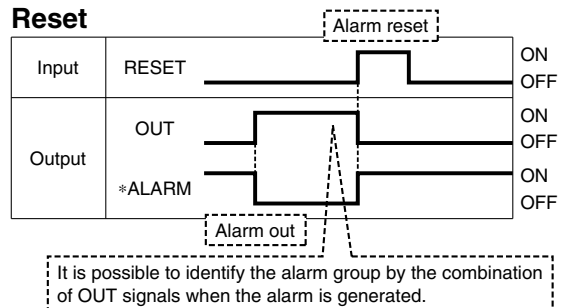 Reset
Alarm reset
Input RESET ON
OFF
Output OUT ON
OFF
*ALARM ON
OFF
Alarm out
It is possible to identify the alarm group by the combination
of OUT signals when the alarm is generated.